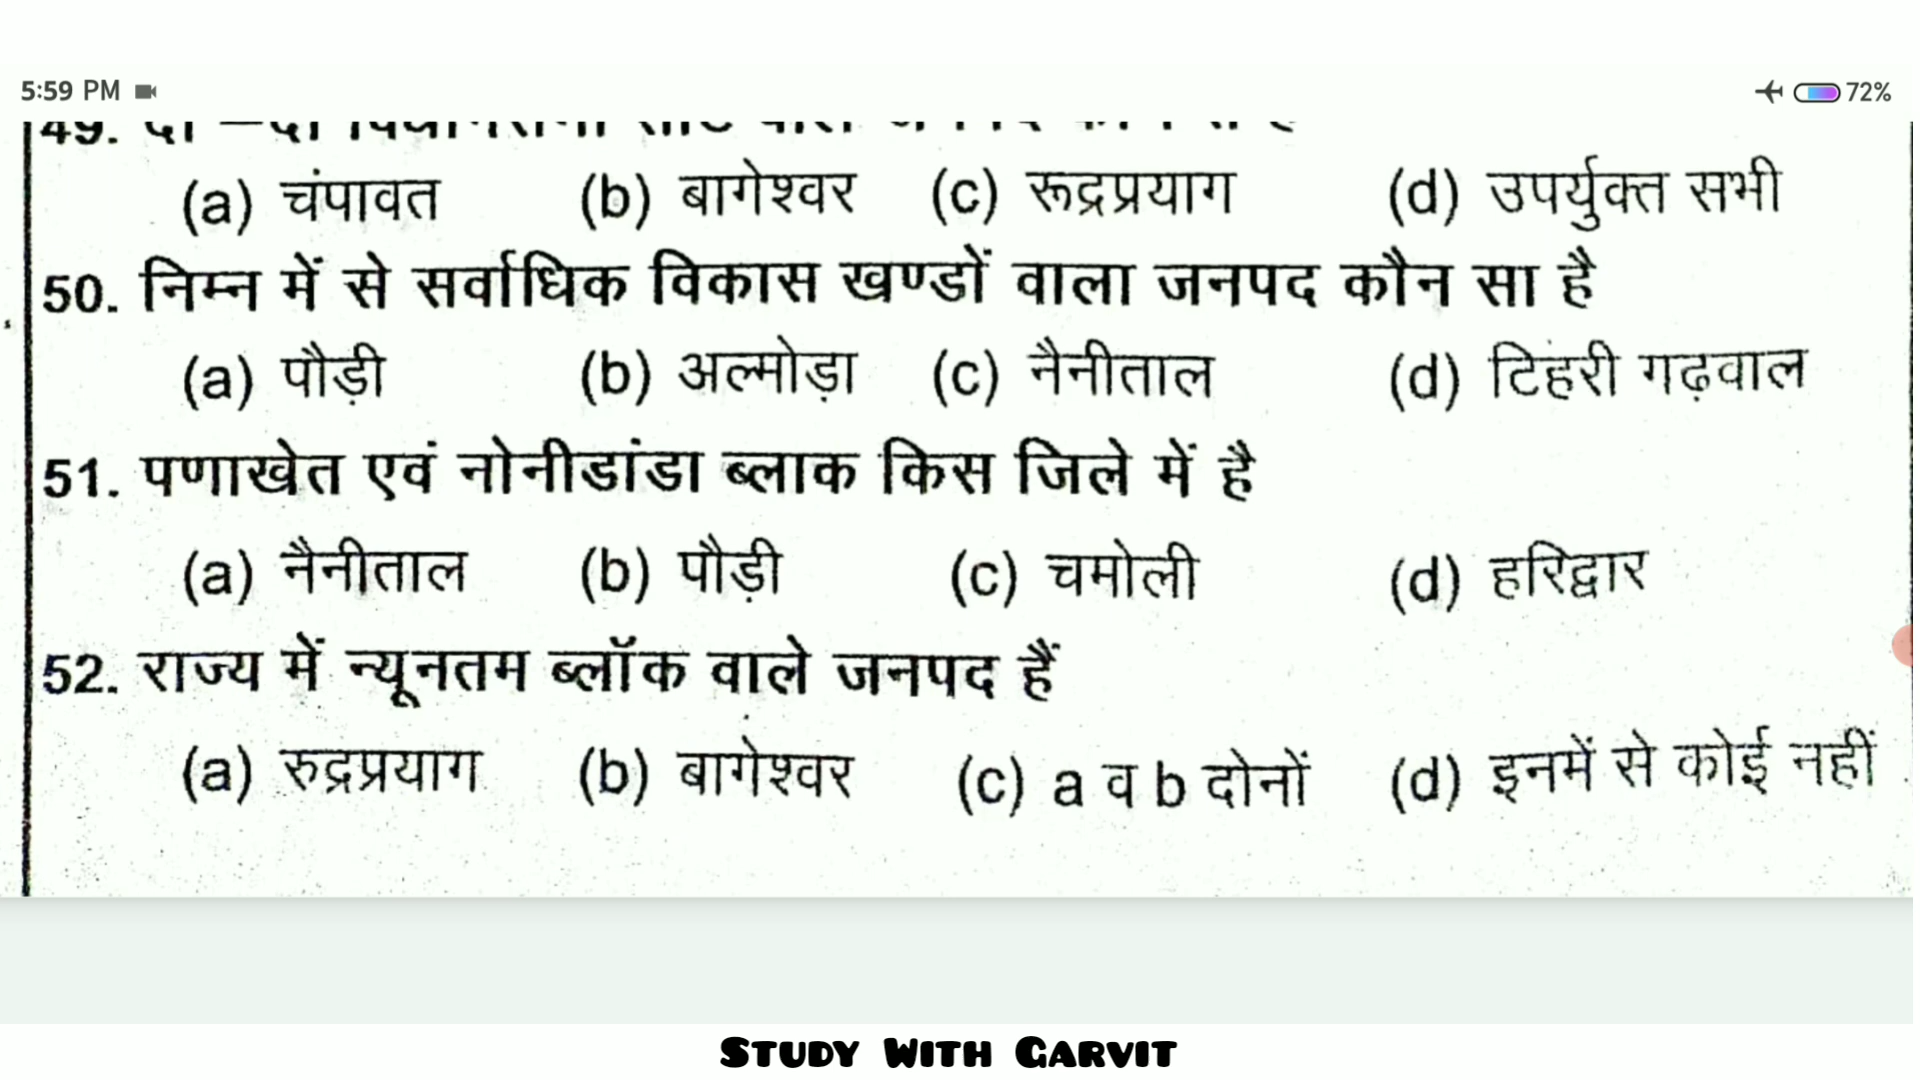 5:59 PM
72%
49. दो –दो
(a) चंपावत (b) बागेश्वर (c) रूद्रप्रयाग (d) उपर्युक्त सभी
50. निम्न में से सर्वाधिक विकास खण्डों वाला जनपद कौन सा है
(a) पौड़ी (b) अल्मोड़ा (c) नैनीताल (d) टिहरी गढ़वाल
51. पणाखेत एवं नोनीडांडा ब्लाक किस जिले में है
(a) नैनीताल (b) पौड़ी (c) चमोली (d) हरिद्वार
52. राज्य में न्यूनतम ब्लॉक वाले जनपद हैं
(a) रुद्रप्रयाग (b) बागेश्वर (c) a व b दोनों (d) इनमें से कोई नहीं
STUDY WITH GARVIT